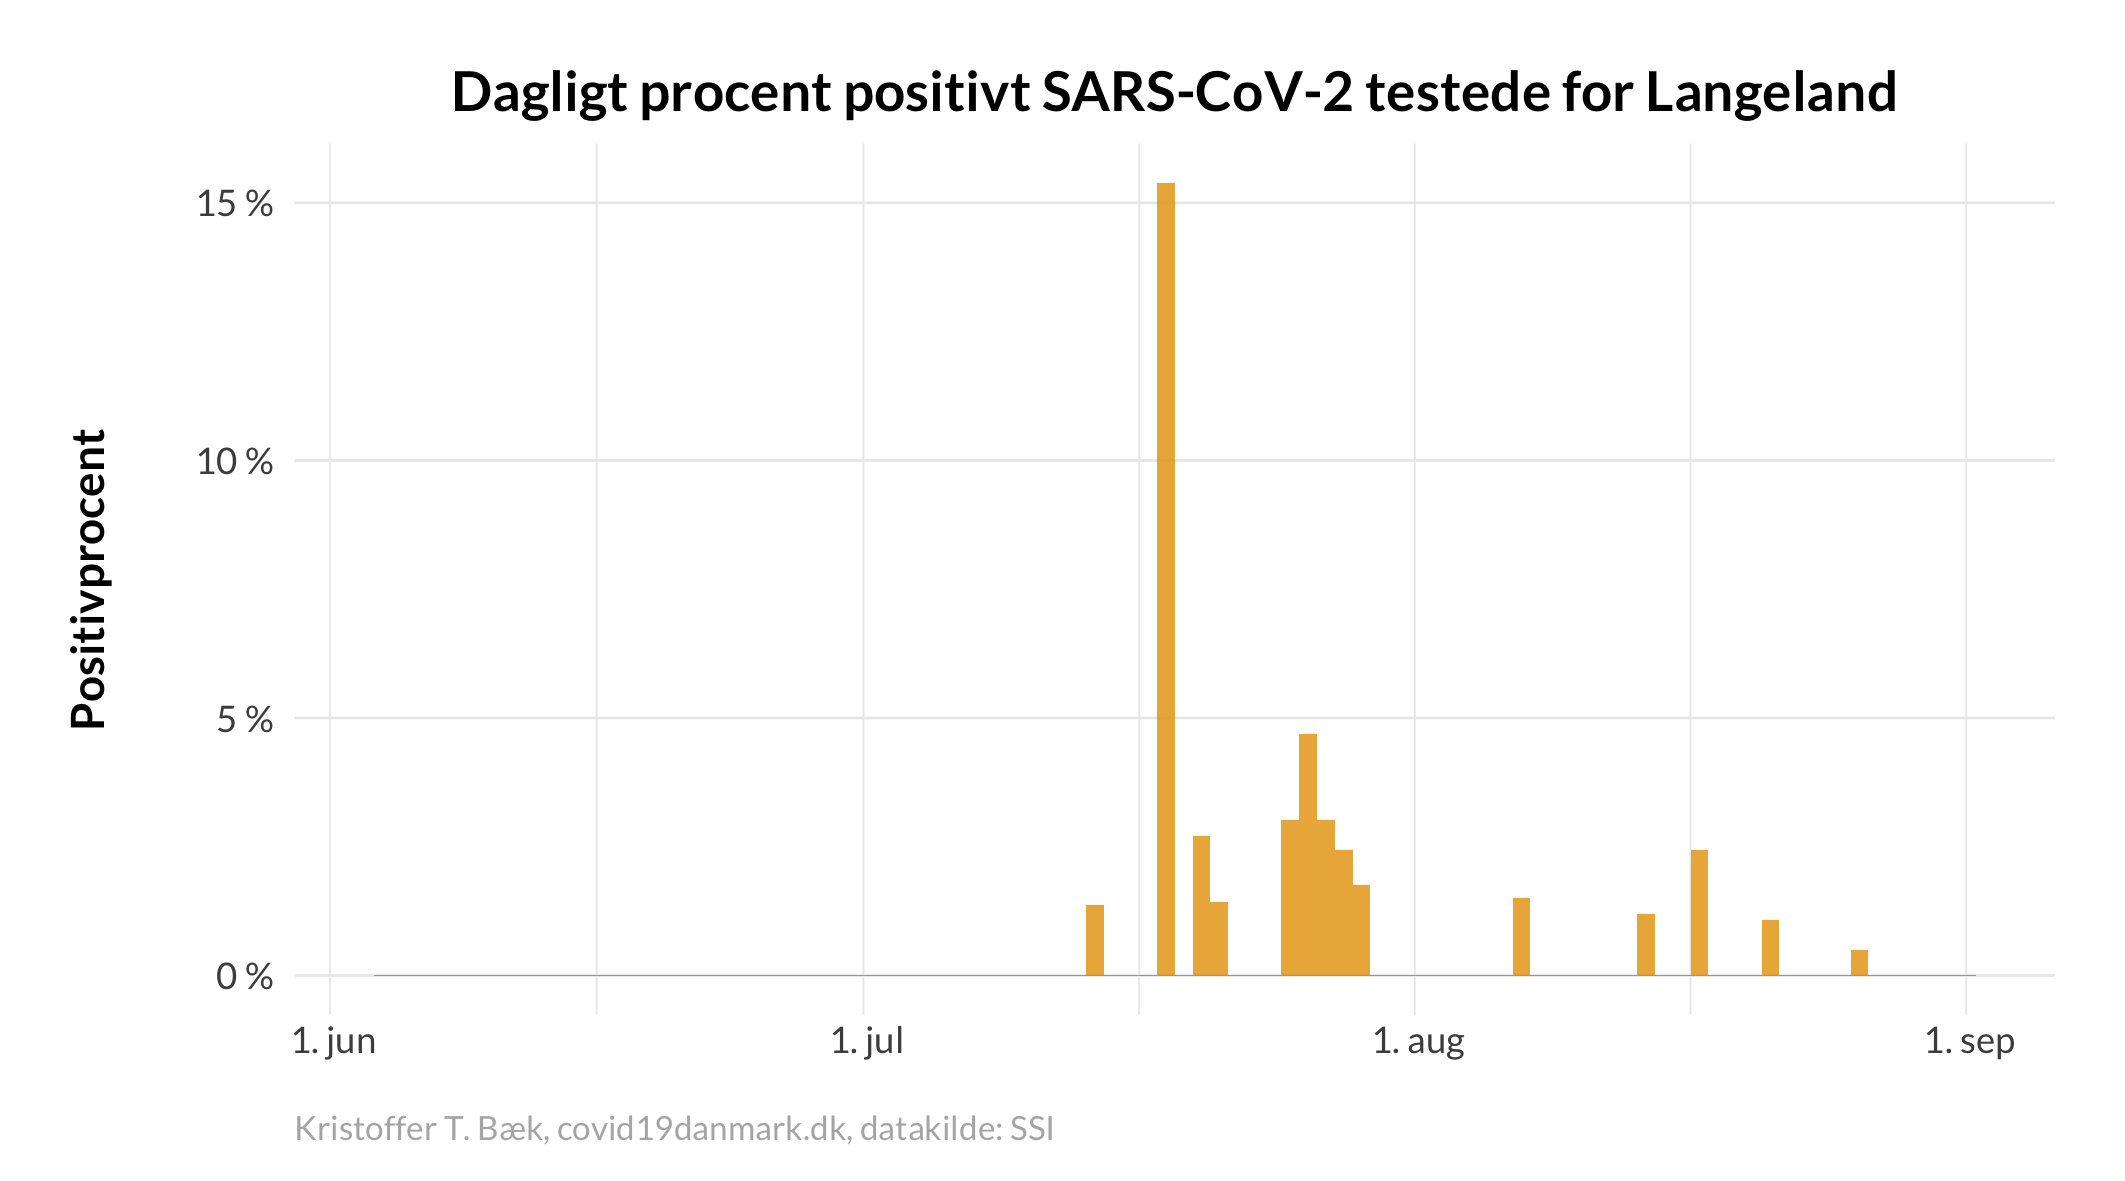 Dagligt procent positivt SARS-CoV-2 testede for Langeland
Positivprocent
15 %
10 %
5 %
0 %
1. jun
1. jul
1. aug
1. sep
Kristoffer T. Bæk, covid19danmark.dk, datakilde: SSI